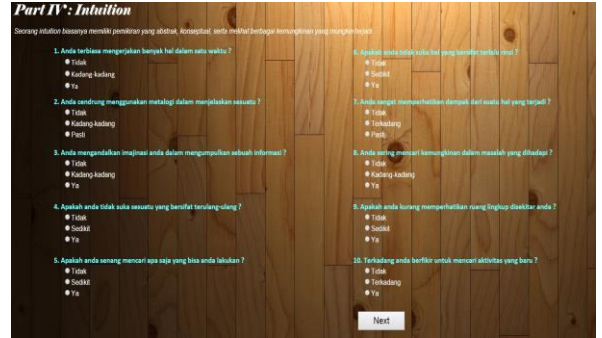 Part IV : Intuition
Seorang intuition biasanya memiliki pemikiran yang abstrak, konseptual, serta melihat berbagai kemungkinan yang mungkin terjadi.
1. Anda terbiasa mengerjakan banyak hal dalam satu waktu ?
Tidak
Kadang-kadang
Ya
2. Anda cendrung menggunakan metalogi dalam menjelaskan sesuatu ?
Tidak
Kadang-kadang
Pasti
3. Anda mengandalkan imajinasi anda dalam mengumpulkan sebuah informasi ?
Tidak
Kadang-kadang
Ya
4. Apakah anda tidak suka sesuatu yang bersifat terulang-ulang ?
Tidak
Sedikit
Ya
5. Apakah anda senang mencari apa saja yang bisa anda lakukan ?
Tidak
Sedikit
Ya
6. Apakah anda tidak suka hal yang bersifat terlalu rinci ?
Tidak
Sedikit
Ya
7. Anda sangat memperhatikan dampak dari suatu hal yang terjadi ?
Tidak
Terkadang
Pasti
8. Anda sering mencari kemungkinan dalam masalah yang dihadapi ?
Tidak
Kadang-kadang
Ya
9. Apakah anda kurang memperhatikan ruang lingkup disekitar anda ?
Tidak
Sedikit
Ya
10. Terkadang anda berfikir untuk mencari aktivitas yang baru ?
Tidak
Terkadang
Ya
Next